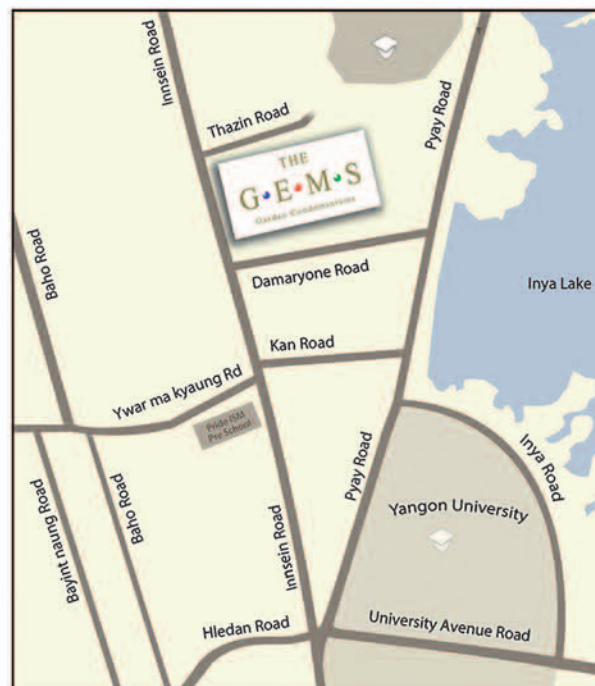 Innsein Road
Thazin Road
Pyay Road
THE
G•E•M•S
Garden Condominiums
Baho Road
Damaryone Road
Inya Lake
Kan Road
Ywar ma kyaung Rd
Pride ISM
Pre School
Pyay Road
Inya Road
Yangon University
Bayint naung Road
Baho Road
Innsein Road
Hledan Road
University Avenue Road